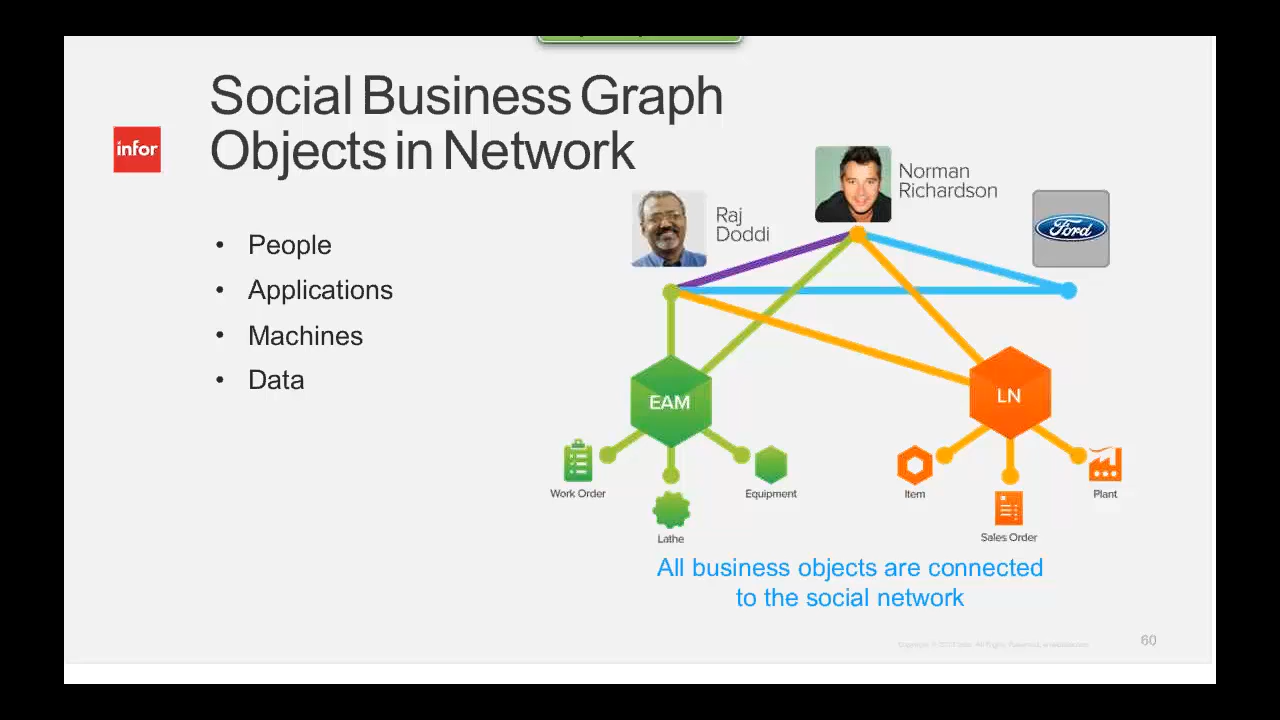 Social Business Graph
Objects in Network
infor
People
Applications
Machines
Data
Raj
Doddi
Norman
Richardson
Ford
EAM
LN
Work Order
Lathe
Equipment
Item
Sales Order
Plant
All business objects are connected
to the social network
60